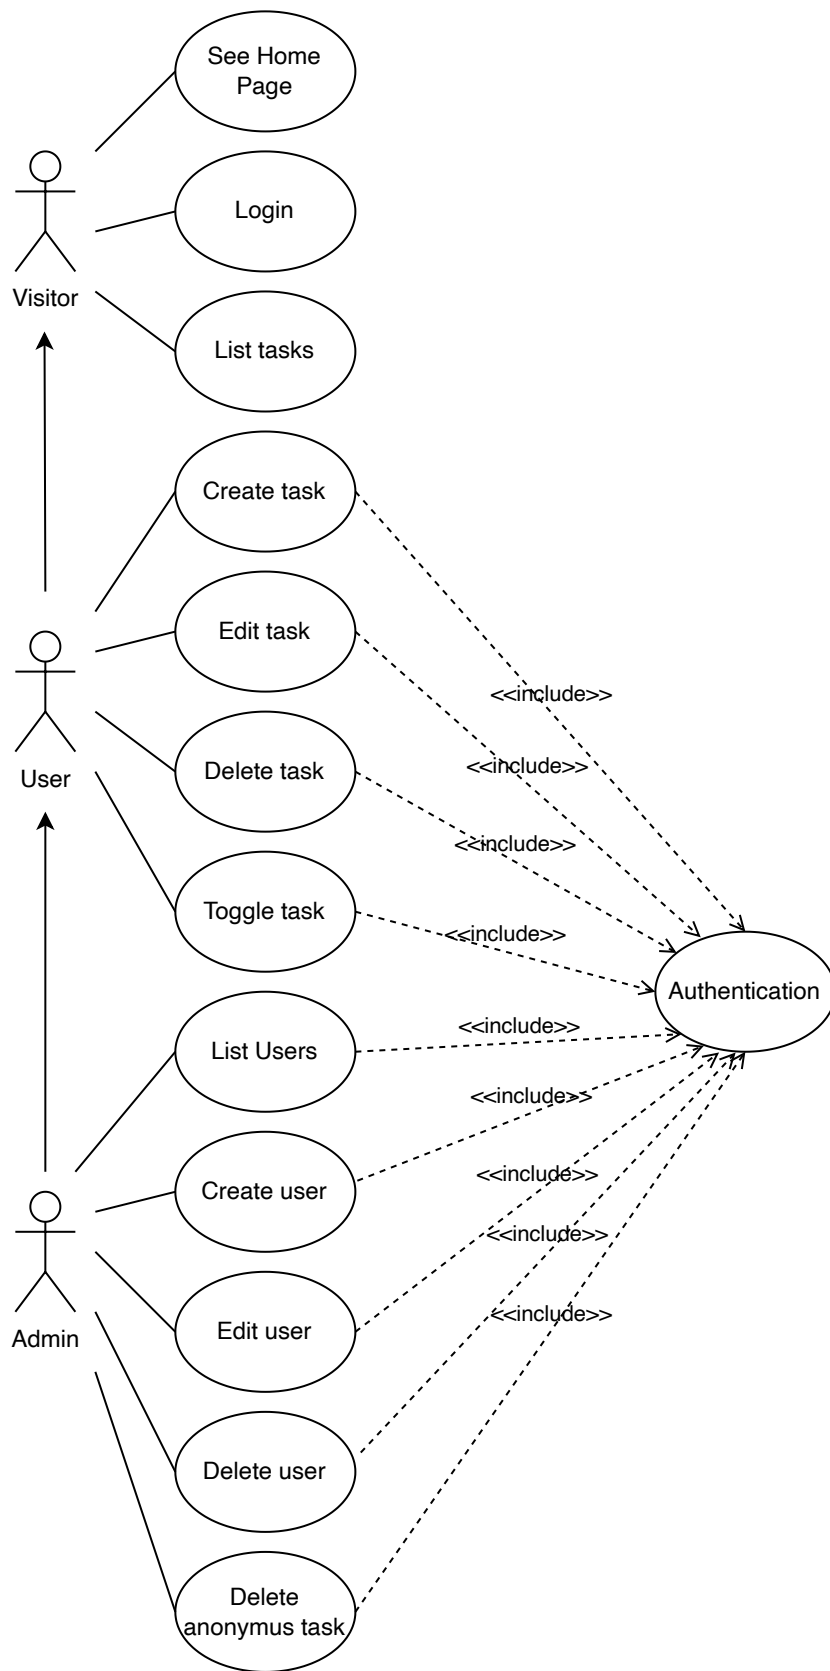 See Home
Page
Login
Visitor
List tasks
Create task
Edit task
<<include>>
Delete task
<<include>>
User
<<include>>
Toggle task
<<include>>
Authentication
List Users
<<include>>
<<include>>
Create user
<<include>>
<<include>>
Edit user
<<include>>
Admin
Delete user
Delete
anonymus task